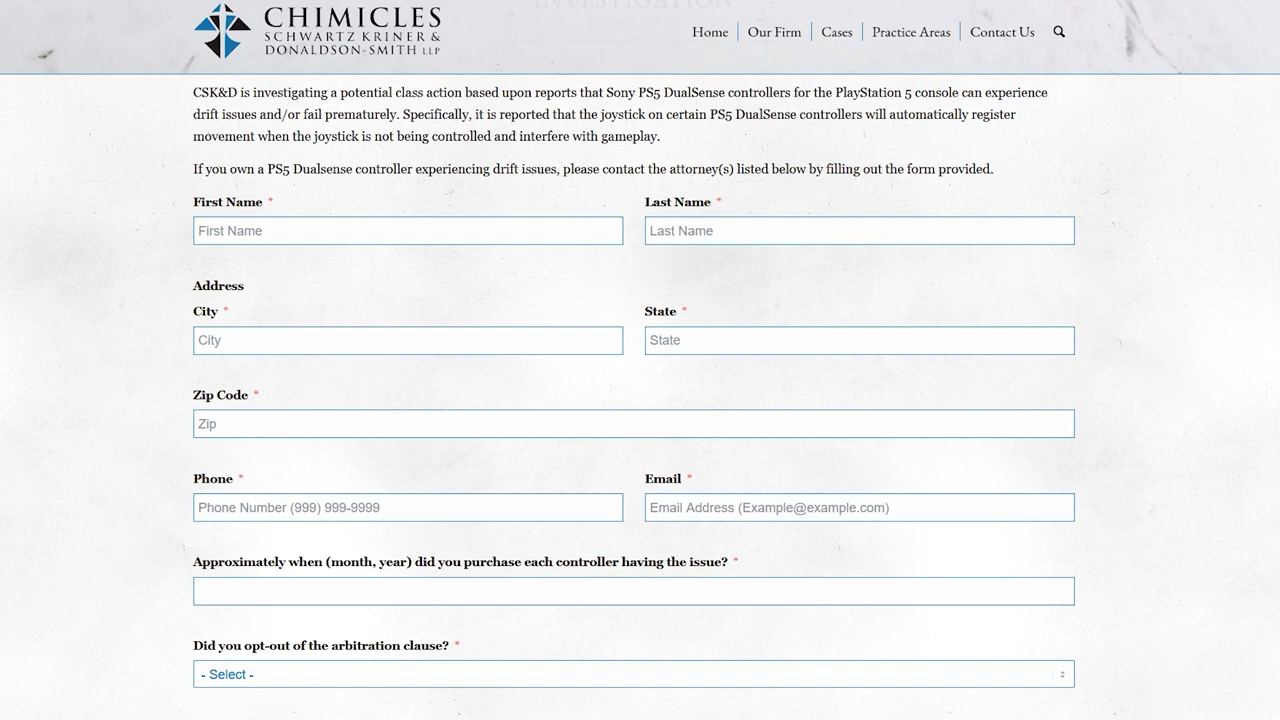 INVESTIGATION
CHIMICLES
SCHWARTZ KRINER &
DONALDSON-SMITH LLP
Home
Our Firm
Cases
Practice Areas
Contact Us
CSK&D is investigating a potential class action based upon reports that Sony PS5 DualSense controllers for the PlayStation 5 console can experience
drift issues and/or fail prematurely. Specifically, it is reported that the joystick on certain PS5 DualSense controllers will automatically register
movement when the joystick is not being controlled and interfere with gameplay.
If you own a PS5 Dualsense controller experiencing drift issues, please contact the attorney(s) listed below by filling out the form provided.
First Name *
Last Name *
First Name
Last Name
Address
City *
State *
City
State
Zip Code *
Zip
Phone *
Email *
Phone Number (999) 999-9999
Email Address (Example@example.com)
Approximately when (month, year) did you purchase each controller having the issue? *
Did you opt-out of the arbitration clause? *
- Select -